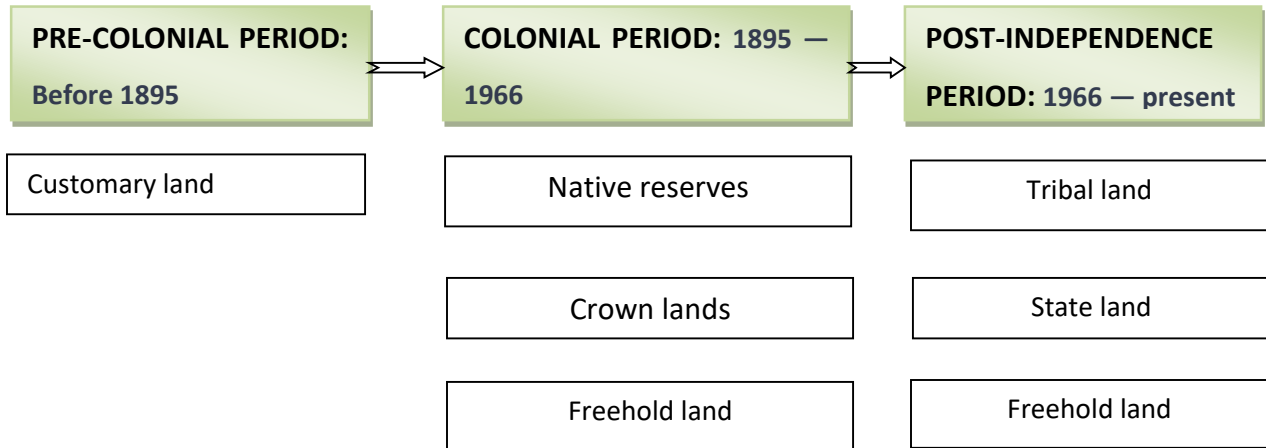 PRE-COLONIAL PERIOD:
Before 1895
COLONIAL PERIOD: 1895 —
1966
POST-INDEPENDENCE
PERIOD: 1966 — present
Customary land
Native reserves
Tribal land
Crown lands
State land
Freehold land
Freehold land